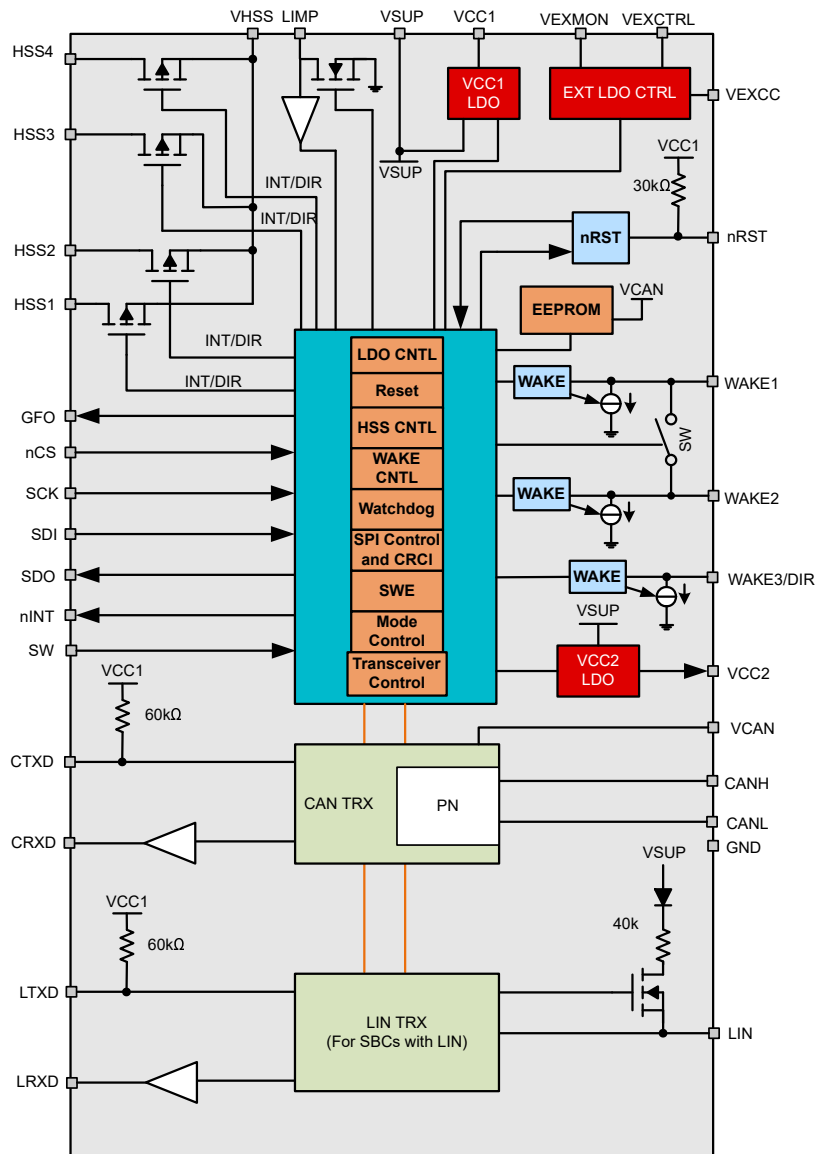 VHSS LIMP VSUP VCC1 VEXMON VEXCTRL
HSS4
VCC1
LDO
EXT LDO CTRL
VEXCC
HSS3
VSUP
VCC1
INT/DIR
30kΩ
INT/DIR
nRST
nRST
HSS2
VCAN
HSS1
EEPROM
INT/DIR
LDO CNTL
INT/DIR
WAKE
WAKE1
Reset
GFO
HSS CNTL
SW
nCS
WAKE
CNTL
SCK
WAKE
WAKE2
Watchdog
SDI
SPI Control
and CRCI
SDO
WAKE
WAKE3/DIR
SWE
nINT
VSUP
Mode
Control
SW
VCC2
LDO
VCC2
Transceiver
Control
VCC1
60kΩ
VCAN
CTXD
CAN TRX
PN
CANH
CANL
CRXD
GND
VSUP
VCC1
40k
60kΩ
LTXD
LIN TRX
(For SBCs with LIN)
LIN
LRXD